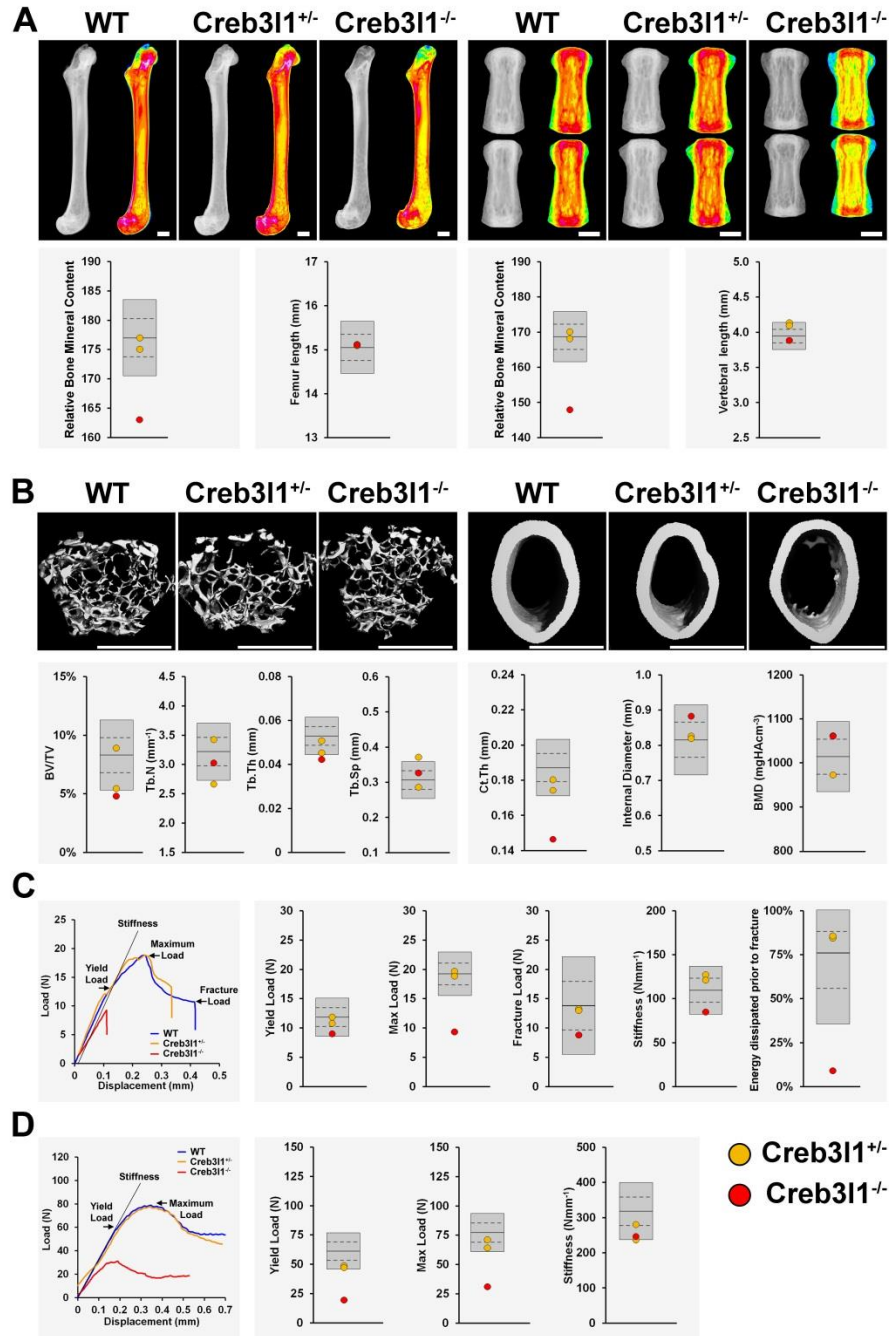 A
WT Creb3l1+/- Creb3l1-/- WT Creb3l1+/- Creb3l1-/-
Relative Bone Mineral Content
190
185
180
175
170
165
160
Femur length (mm)
17
16
15
14
13
Relative Bone Mineral Content
190
180
170
160
150
140
Vertebral length (mm)
5.0
4.5
4.0
3.5
3.0
2.5
B
WT Creb3l1+/- Creb3l1-/- WT Creb3l1+/- Creb3l1-/-
BV/TV
15%
10%
5%
0%
Tb.N (mm-1)
4.5
4.0
3.5
3.0
2.5
2.0
1.5
Tb.Th (mm)
0.08
0.06
0.04
0.02
0
Tb.Sp (mm)
0.6
0.5
0.4
0.3
0.2
0.1
Ct.Th (mm)
0.24
0.22
0.20
0.18
0.16
0.14
Internal Diameter (mm)
1.0
0.9
0.8
0.7
0.6
0.5
BMD (mgHAcm-3)
1200
1100
1000
900
800
C
Load (N)
25
20
15
10
5
0
Stiffness
Maximum
Load
Yield
Load
Fracture
Load
WT
Creb3l1+/-
Creb3l1-/-
0 0.1 0.2 0.3 0.4 0.5
Displacement (mm)
Yield Load (N)
30
25
20
15
10
5
0
Max Load (N)
30
25
20
15
10
5
0
Fracture Load (N)
30
25
20
15
10
5
0
Stiffness (Nmm-1)
200
150
100
50
0
Energy dissipated prior to fracture
100%
75%
50%
25%
0%
D
Load (N)
120
100
80
60
40
20
0
WT
Creb3l1+/-
Creb3l1-/-
Stiffness
Yield
Load
Maximum
Load
0 0.1 0.2 0.3 0.4 0.5 0.6 0.7
Displacement (mm)
Yield Load (N)
150
125
100
75
50
25
0
Max Load (N)
150
125
100
75
50
25
0
Stiffness (Nmm-1)
500
400
300
200
100
0
Creb3l1+/-
Creb3l1-/-